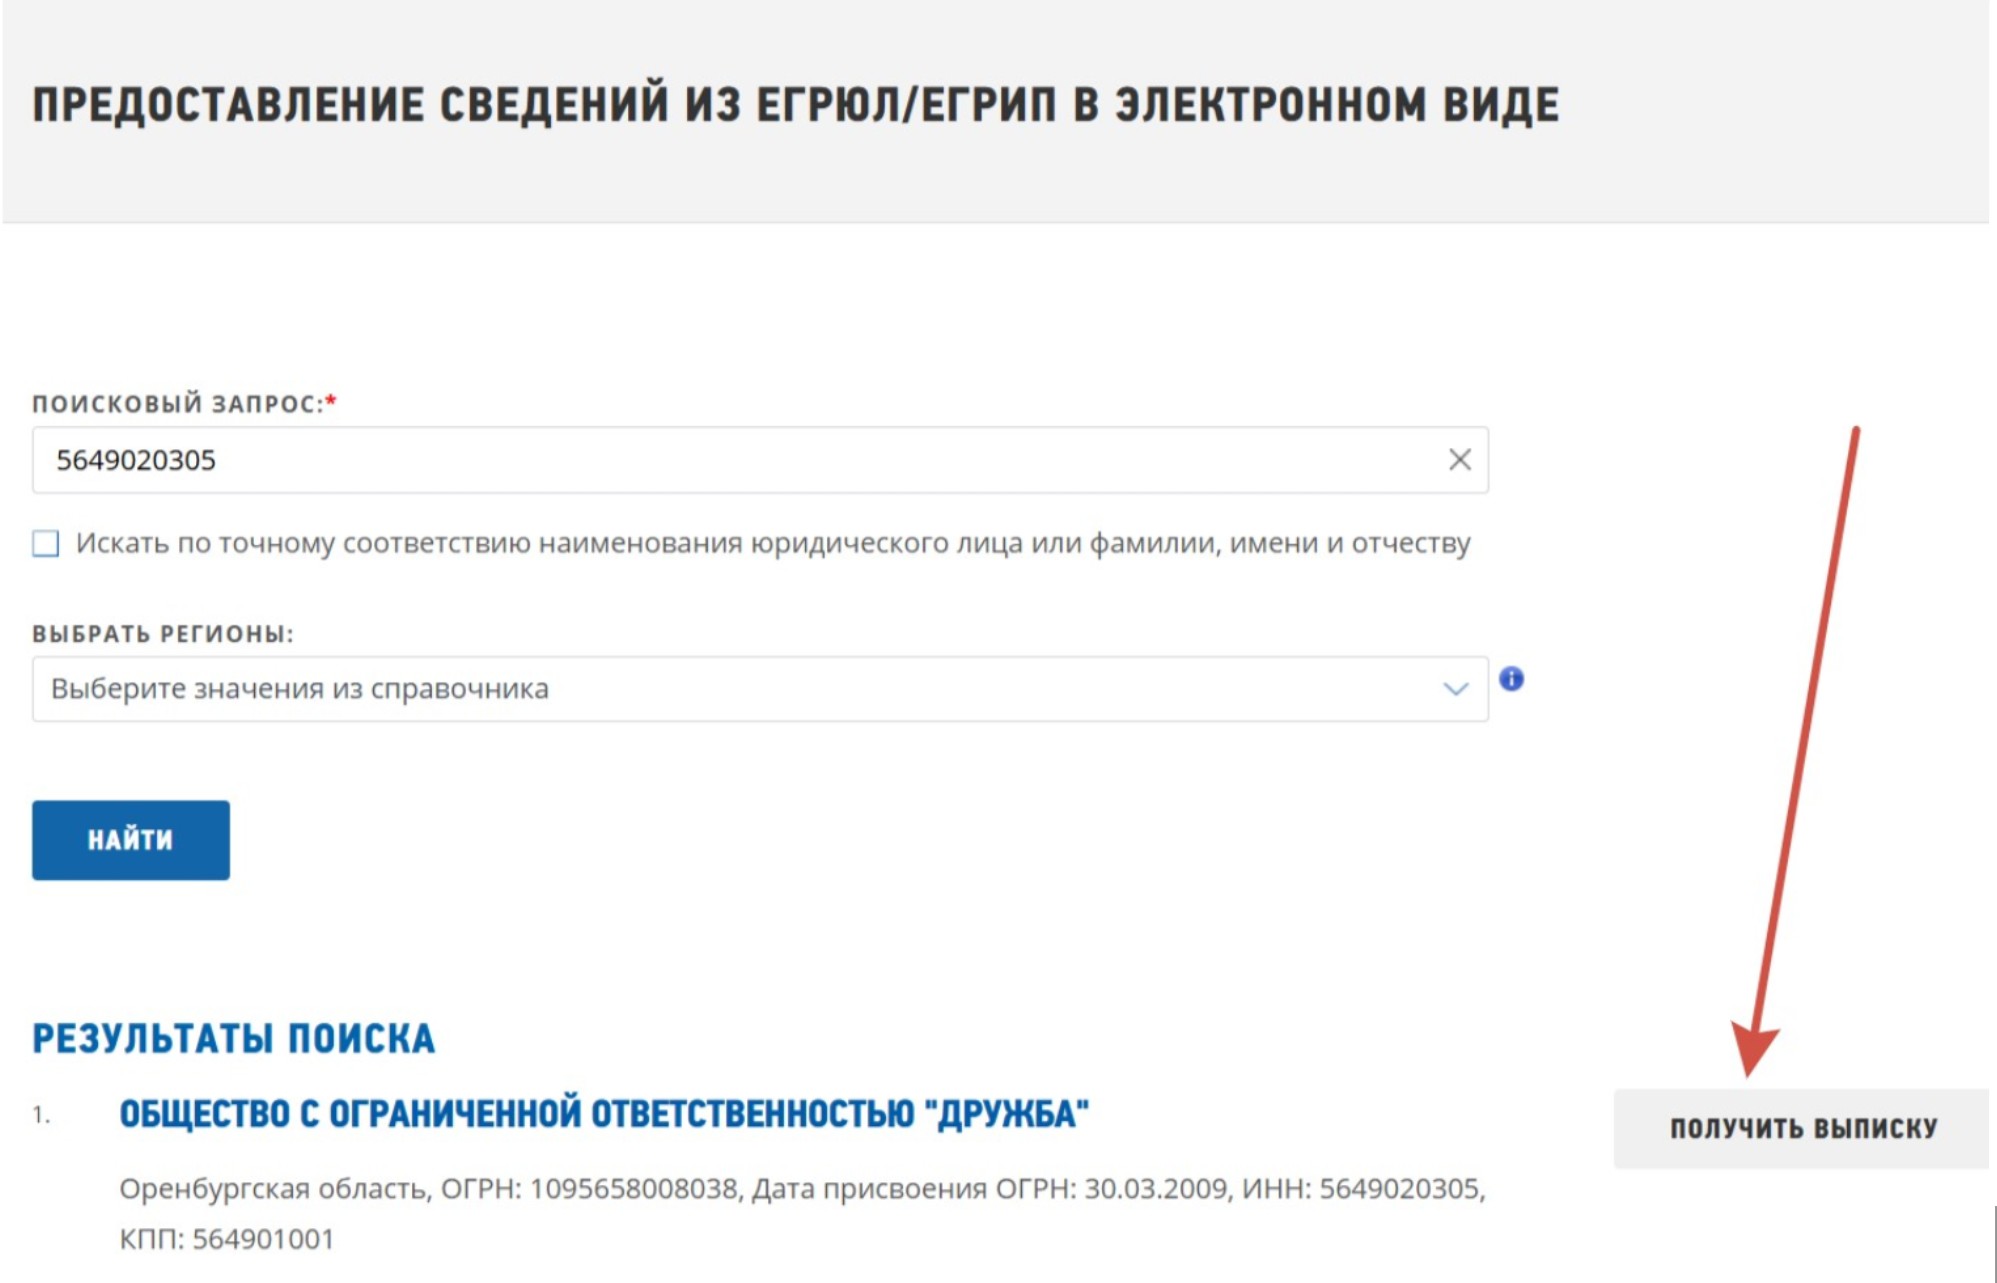 ПРЕДОСТАВЛЕНИЕ СВЕДЕНИЙ ИЗ ЕГРЮЛ/ЕГРИП В ЭЛЕКТРОННОМ ВИДЕ
ПОИСКОВЫЙ ЗАПРОС:*
5649020305
Искать по точному соответствию наименования юридического лица или фамилии, имени и отчеству
ВЫБРАТЬ РЕГИОНЫ:
Выберите значения из справочника
НАЙТИ
РЕЗУЛЬТАТЫ ПОИСКА
1. ОБЩЕСТВО С ОГРАНИЧЕННОЙ ОТВЕТСТВЕННОСТЬЮ "ДРУЖБА"
ПОЛУЧИТЬ ВЫПИСКУ
Оренбургская область, ОГРН: 1095658008038, Дата присвоения ОГРН: 30.03.2009, ИНН: 5649020305,
КПП: 564901001